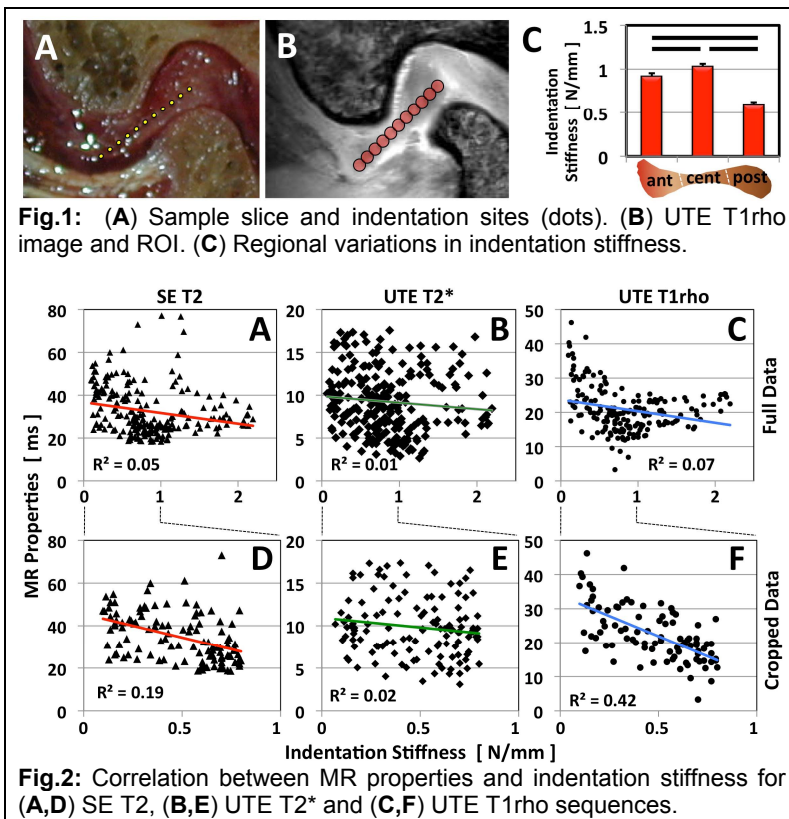 A
B
C
Indentation
Stiffness [ N/mm ]
1.5
1
0.5
0
ant cent post
Fig.1: (A) Sample slice and indentation sites (dots). (B) UTE T1rho
image and ROI. (C) Regional variations in indentation stiffness.
SE T2
UTE T2*
UTE T1rho
80
60
40
20
0
A
R² = 0.05
0 1 2
20
15
10
5
0
B
R² = 0.01
0 1 2
50
40
30
20
10
0
C
R² = 0.07
0 1 2
Full Data
MR Properties [ ms ]
80
60
40
20
0
D
R² = 0.19
0 0.5 1
20
15
10
5
0
E
R² = 0.02
0 0.5 1
50
40
30
20
10
0
F
R² = 0.42
0 0.5 1
Cropped Data
Indentation Stiffness [ N/mm ]
Fig.2: Correlation between MR properties and indentation stiffness for
(A,D) SE T2, (B,E) UTE T2* and (C,F) UTE T1rho sequences.